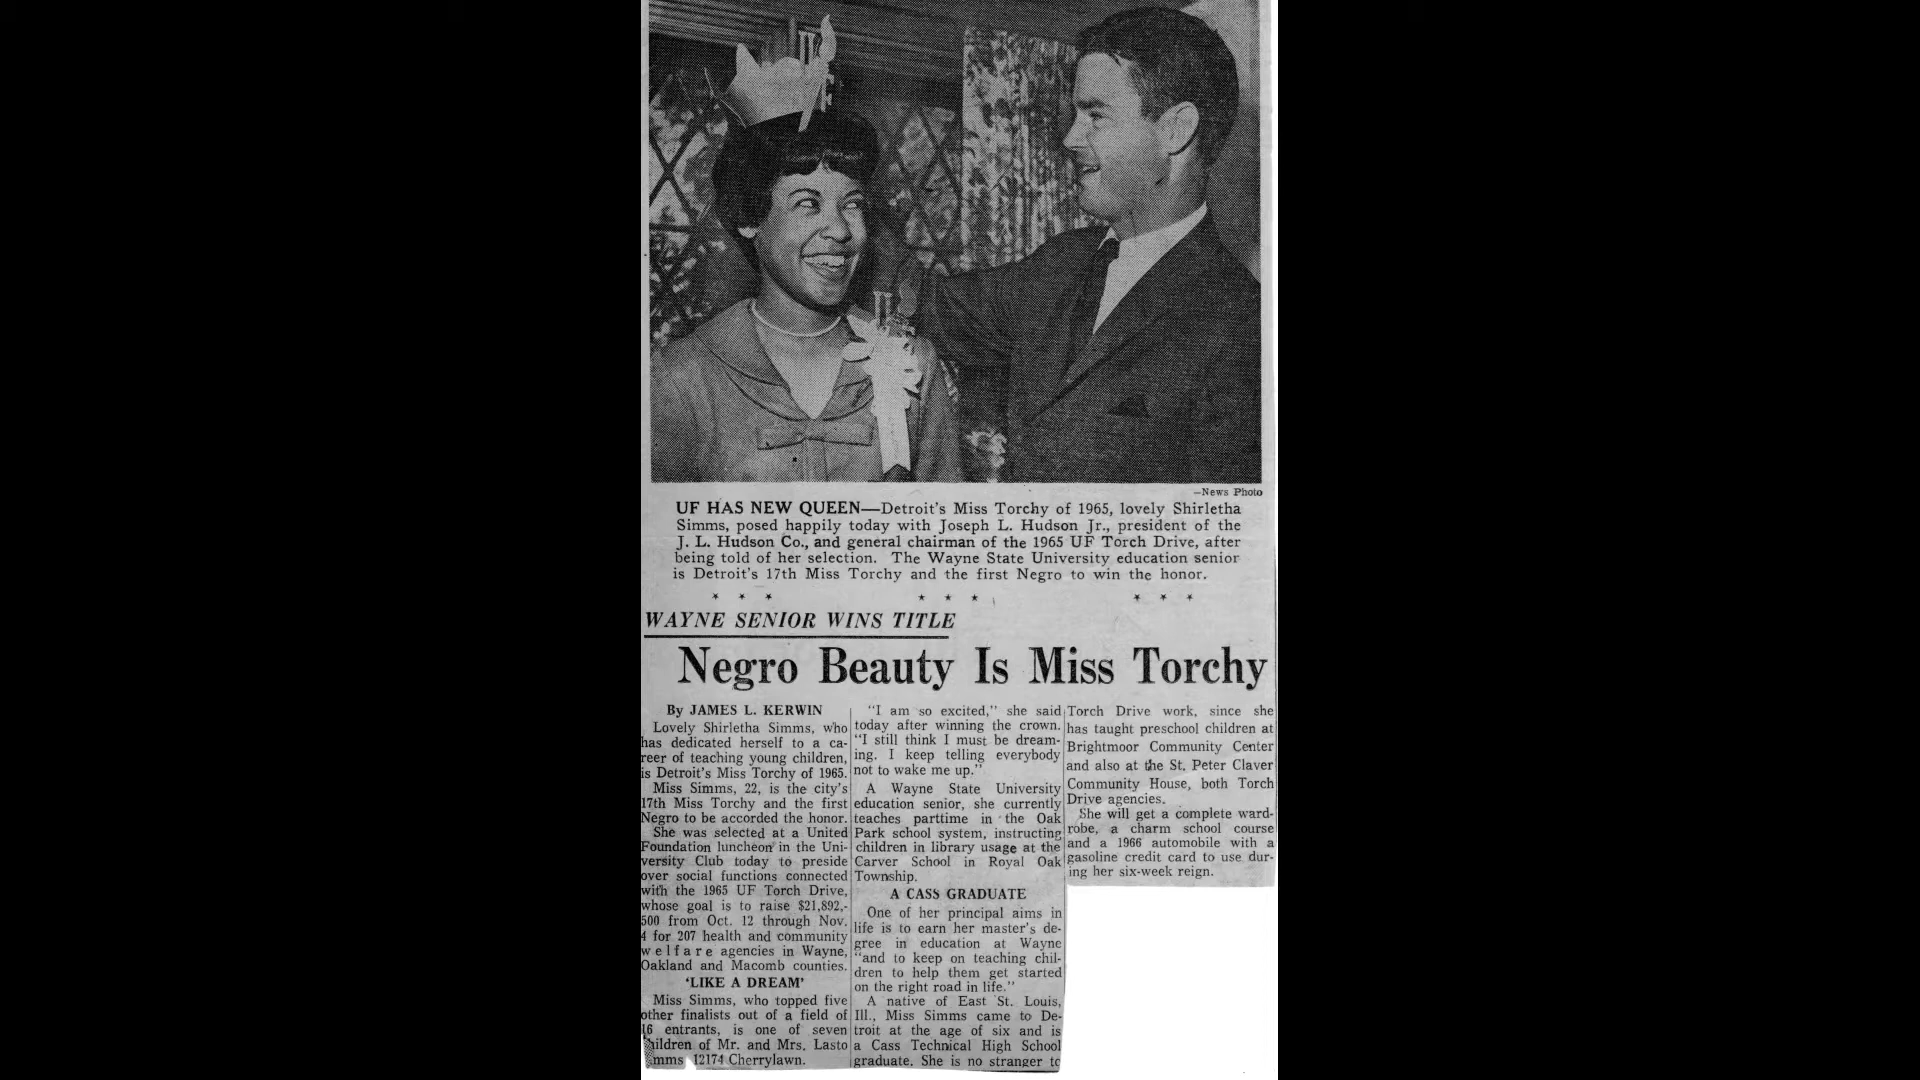 —News Photo
UF HAS NEW QUEEN—Detroit's Miss Torchy of 1965, lovely Shirletha
Simms, posed happily today with Joseph L. Hudson Jr., president of the
J. L. Hudson Co., and general chairman of the 1965 UF Torch Drive, after
being told of her selection. The Wayne State University education senior
is Detroit's 17th Miss Torchy and the first Negro to win the honor.
* * * * * * * * *
WAYNE SENIOR WINS TITLE
Negro Beauty Is Miss Torchy
By JAMES L. KERWIN
Lovely Shirletha Simms, who
has dedicated herself to a ca-
reer of teaching young children,
is Detroit's Miss Torchy of 1965.
Miss Simms, 22, is the city's
17th Miss Torchy and the first
Negro to be accorded the honor.
She was selected at a United
Foundation luncheon in the Uni-
versity Club today to preside
over social functions connected
with the 1965 UF Torch Drive,
whose goal is to raise $21,892,-
500 from Oct. 12 through Nov.
4 for 207 health and community
welfare agencies in Wayne,
Oakland and Macomb counties.
'LIKE A DREAM'
Miss Simms, who topped five
other finalists out of a field of
16 entrants, is one of seven
children of Mr. and Mrs. Lasto
mms 12174 Cherrylawn.
"I am so excited," she said
today after winning the crown.
"I still think I must be dream-
ing. I keep telling everybody
not to wake me up."
A Wayne State University
education senior, she currently
teaches parttime in the Oak
Park school system, instructing
children in library usage at the
Carver School in Royal Oak
Township.
A CASS GRADUATE
One of her principal aims in
life is to earn her master's de-
gree in education at Wayne
"and to keep on teaching chil-
dren to help them get started
on the right road in life."
A native of East St. Louis,
Ill., Miss Simms came to De-
troit at the age of six and is
a Cass Technical High School
graduate. She is no stranger to
Torch Drive work, since she
has taught preschool children at
Brightmoor Community Center
and also at the St. Peter Claver
Community House, both Torch
Drive agencies.
She will get a complete ward-
robe, a charm school course
and a 1966 automobile with a
gasoline credit card to use dur-
ing her six-week reign.